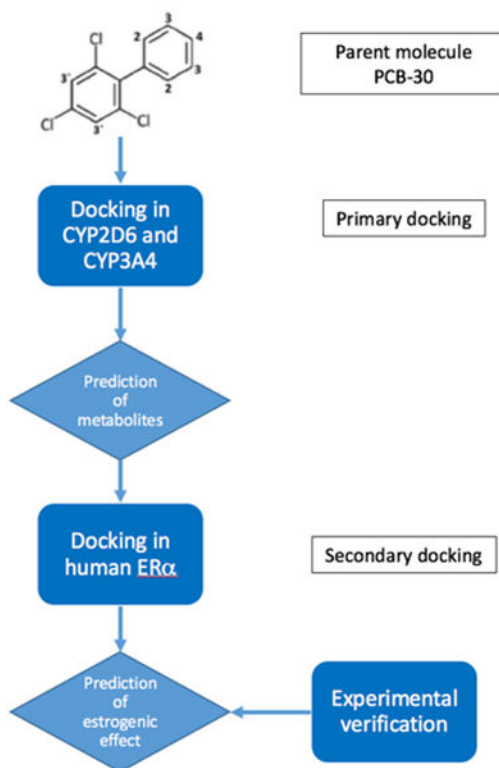 3
2
4
Cl
3
3`
2
Cl
Cl
3`
Parent molecule
PCB-30
Docking in
CYP2D6 and
CYP3A4
Primary docking
Prediction
of
metabolites
Docking in
human ERα
Secondary docking
Prediction
of
estrogenic
effect
Experimental
verification